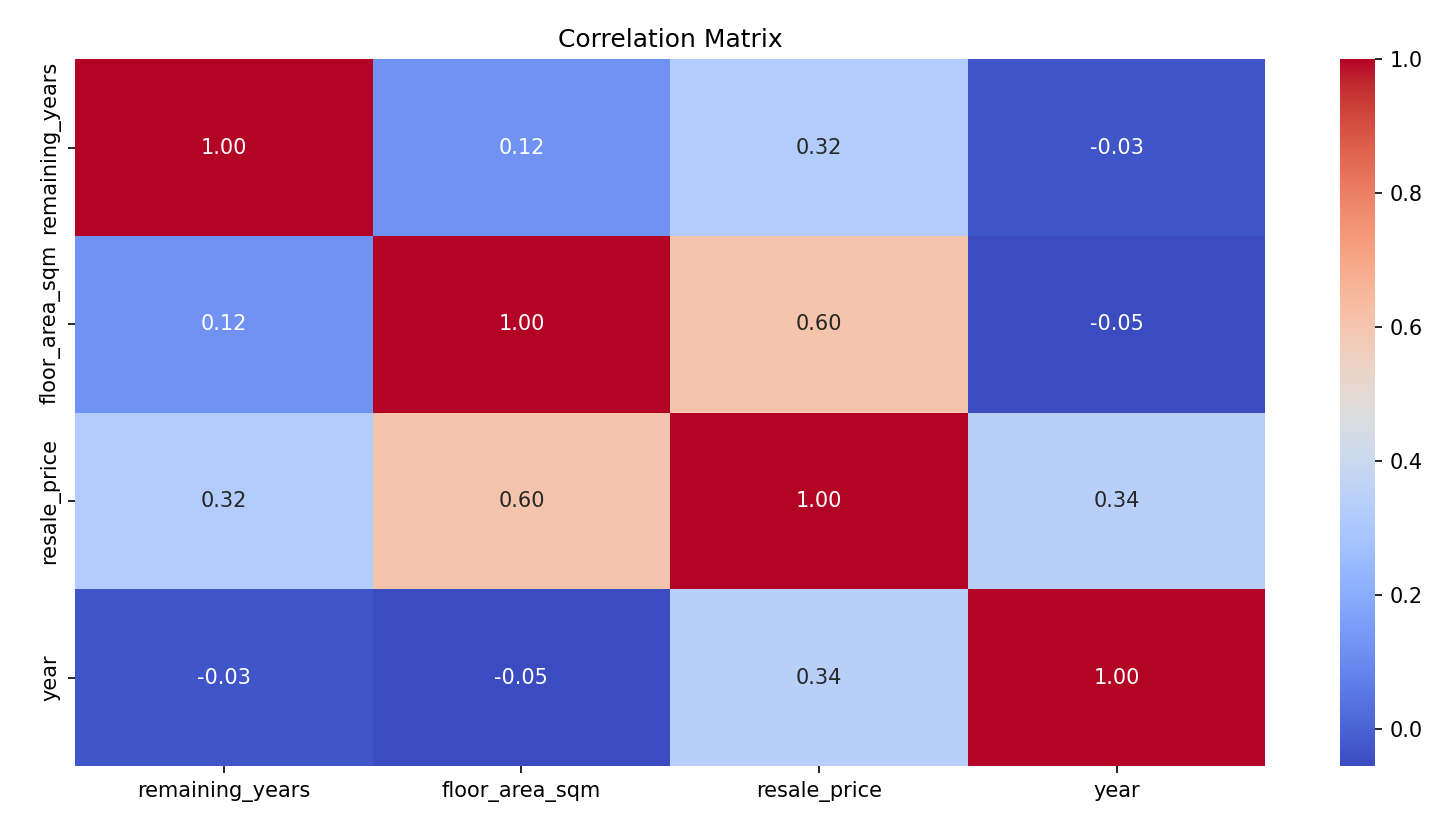 Correlation Matrix
remaining_years 1.00 0.12 0.32 -0.03
floor_area_sqm 0.12 1.00 0.60 -0.05
resale_price 0.32 0.60 1.00 0.34
year -0.03 -0.05 0.34 1.00
remaining_years floor_area_sqm resale_price year
1.0
0.8
0.6
0.4
0.2
0.0